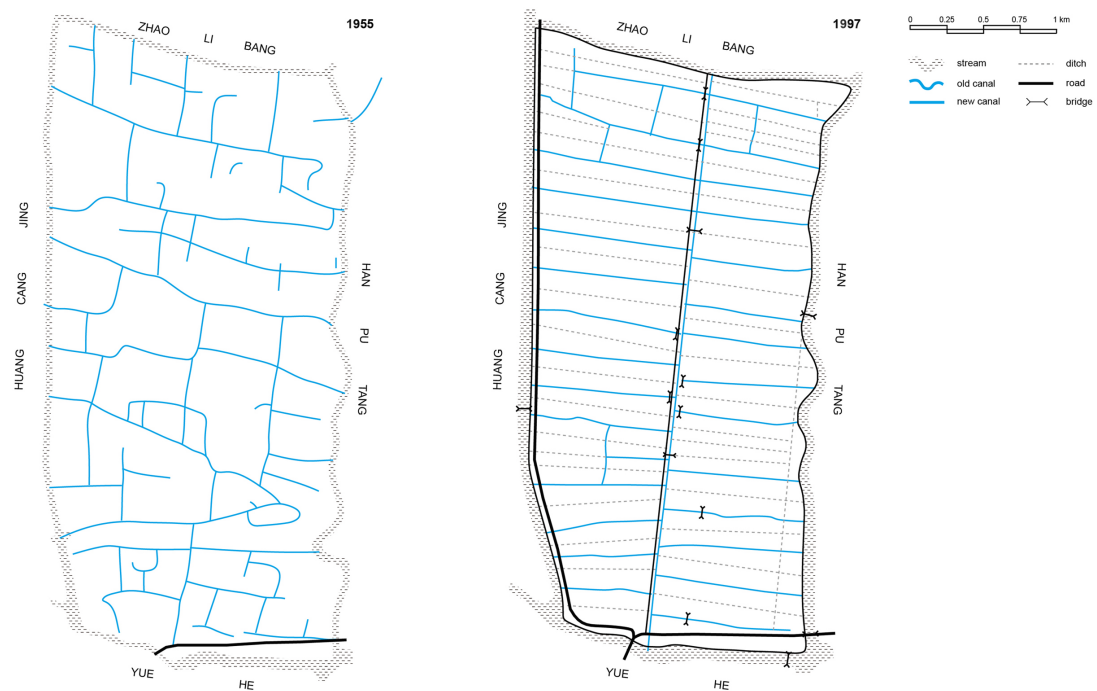 1955
ZHAO
LI
BANG
JING
CANG
HUANG
HAN
PU
TANG
YUE
HE
1997
ZHAO
LI
BANG
JING
CANG
HUANG
HAN
PU
TANG
YUE
HE
0 0.25 0.5 0.75 1 km
stream
old canal
new canal
ditch
road
bridge